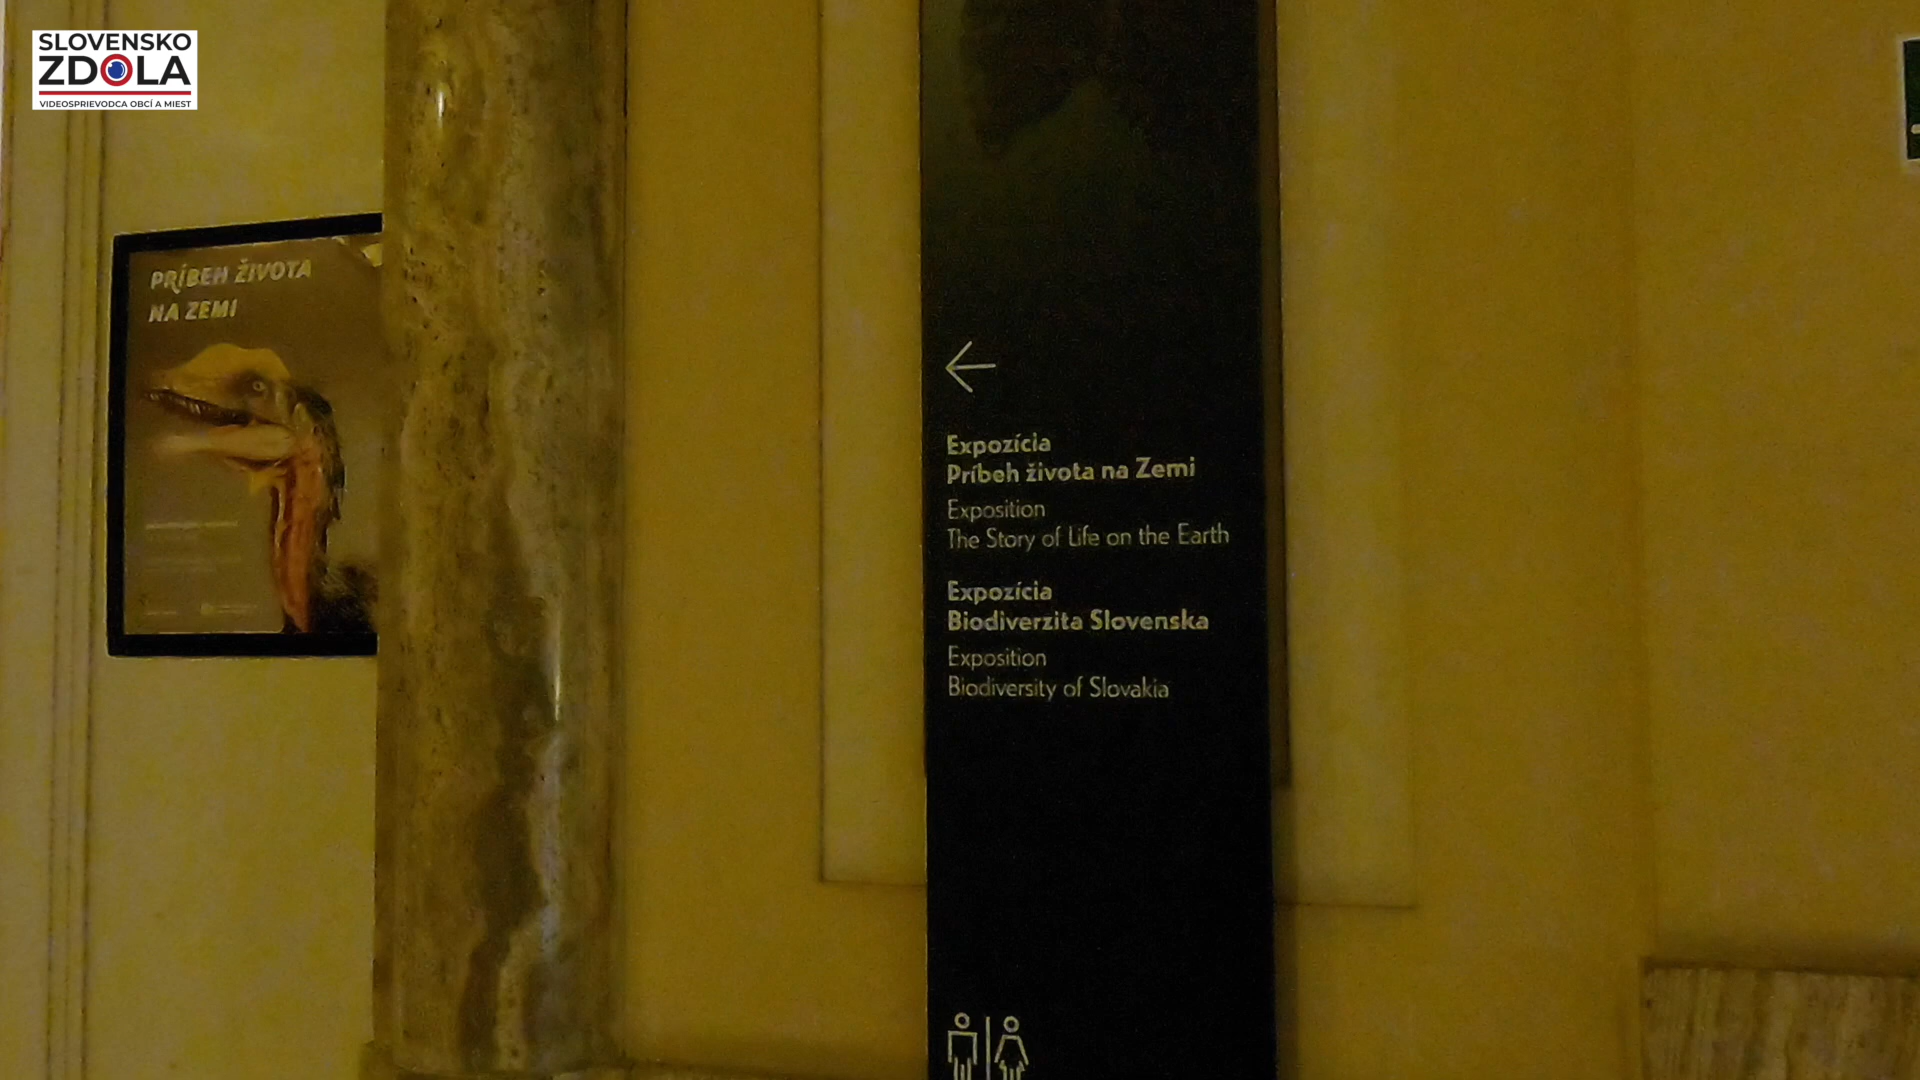 SLOVENSKO
ZDOLA
VIDEOSPRIEVODCA OBCÍ A MIEST
PRÍBEH ŽIVOTA
NA ZEMI
Expozícia
Príbeh života na Zemi
Exposition
The Story of Life on the Earth
Expozícia
Biodiverzita Slovenska
Exposition
Biodiversity of Slovakia